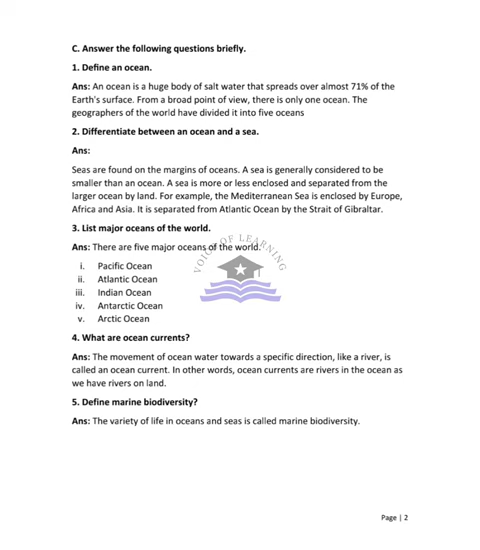 C. Answer the following questions briefly.
1. Define an ocean.
Ans: An ocean is a huge body of salt water that spreads over almost 71% of the
Earth's surface. From a broad point of view, there is only one ocean. The
geographers of the world have divided it into five oceans
2. Differentiate between an ocean and a sea.
Ans:
Seas are found on the margins of oceans. A sea is generally considered to be
smaller than an ocean. A sea is more or less enclosed and separated from the
larger ocean by land. For example, the Mediterranean Sea is enclosed by Europe,
Africa and Asia. It is separated from Atlantic Ocean by the Strait of Gibraltar.
3. List major oceans of the world.
Ans: There are five major oceans of the world.
VOICE OF LEARNING
i. Pacific Ocean
ii. Atlantic Ocean
iii. Indian Ocean
iv. Antarctic Ocean
v. Arctic Ocean
4. What are ocean currents?
Ans: The movement of ocean water towards a specific direction, like a river, is
called an ocean current. In other words, ocean currents are rivers in the ocean as
we have rivers on land.
5. Define marine biodiversity?
Ans: The variety of life in oceans and seas is called marine biodiversity.
Page | 2